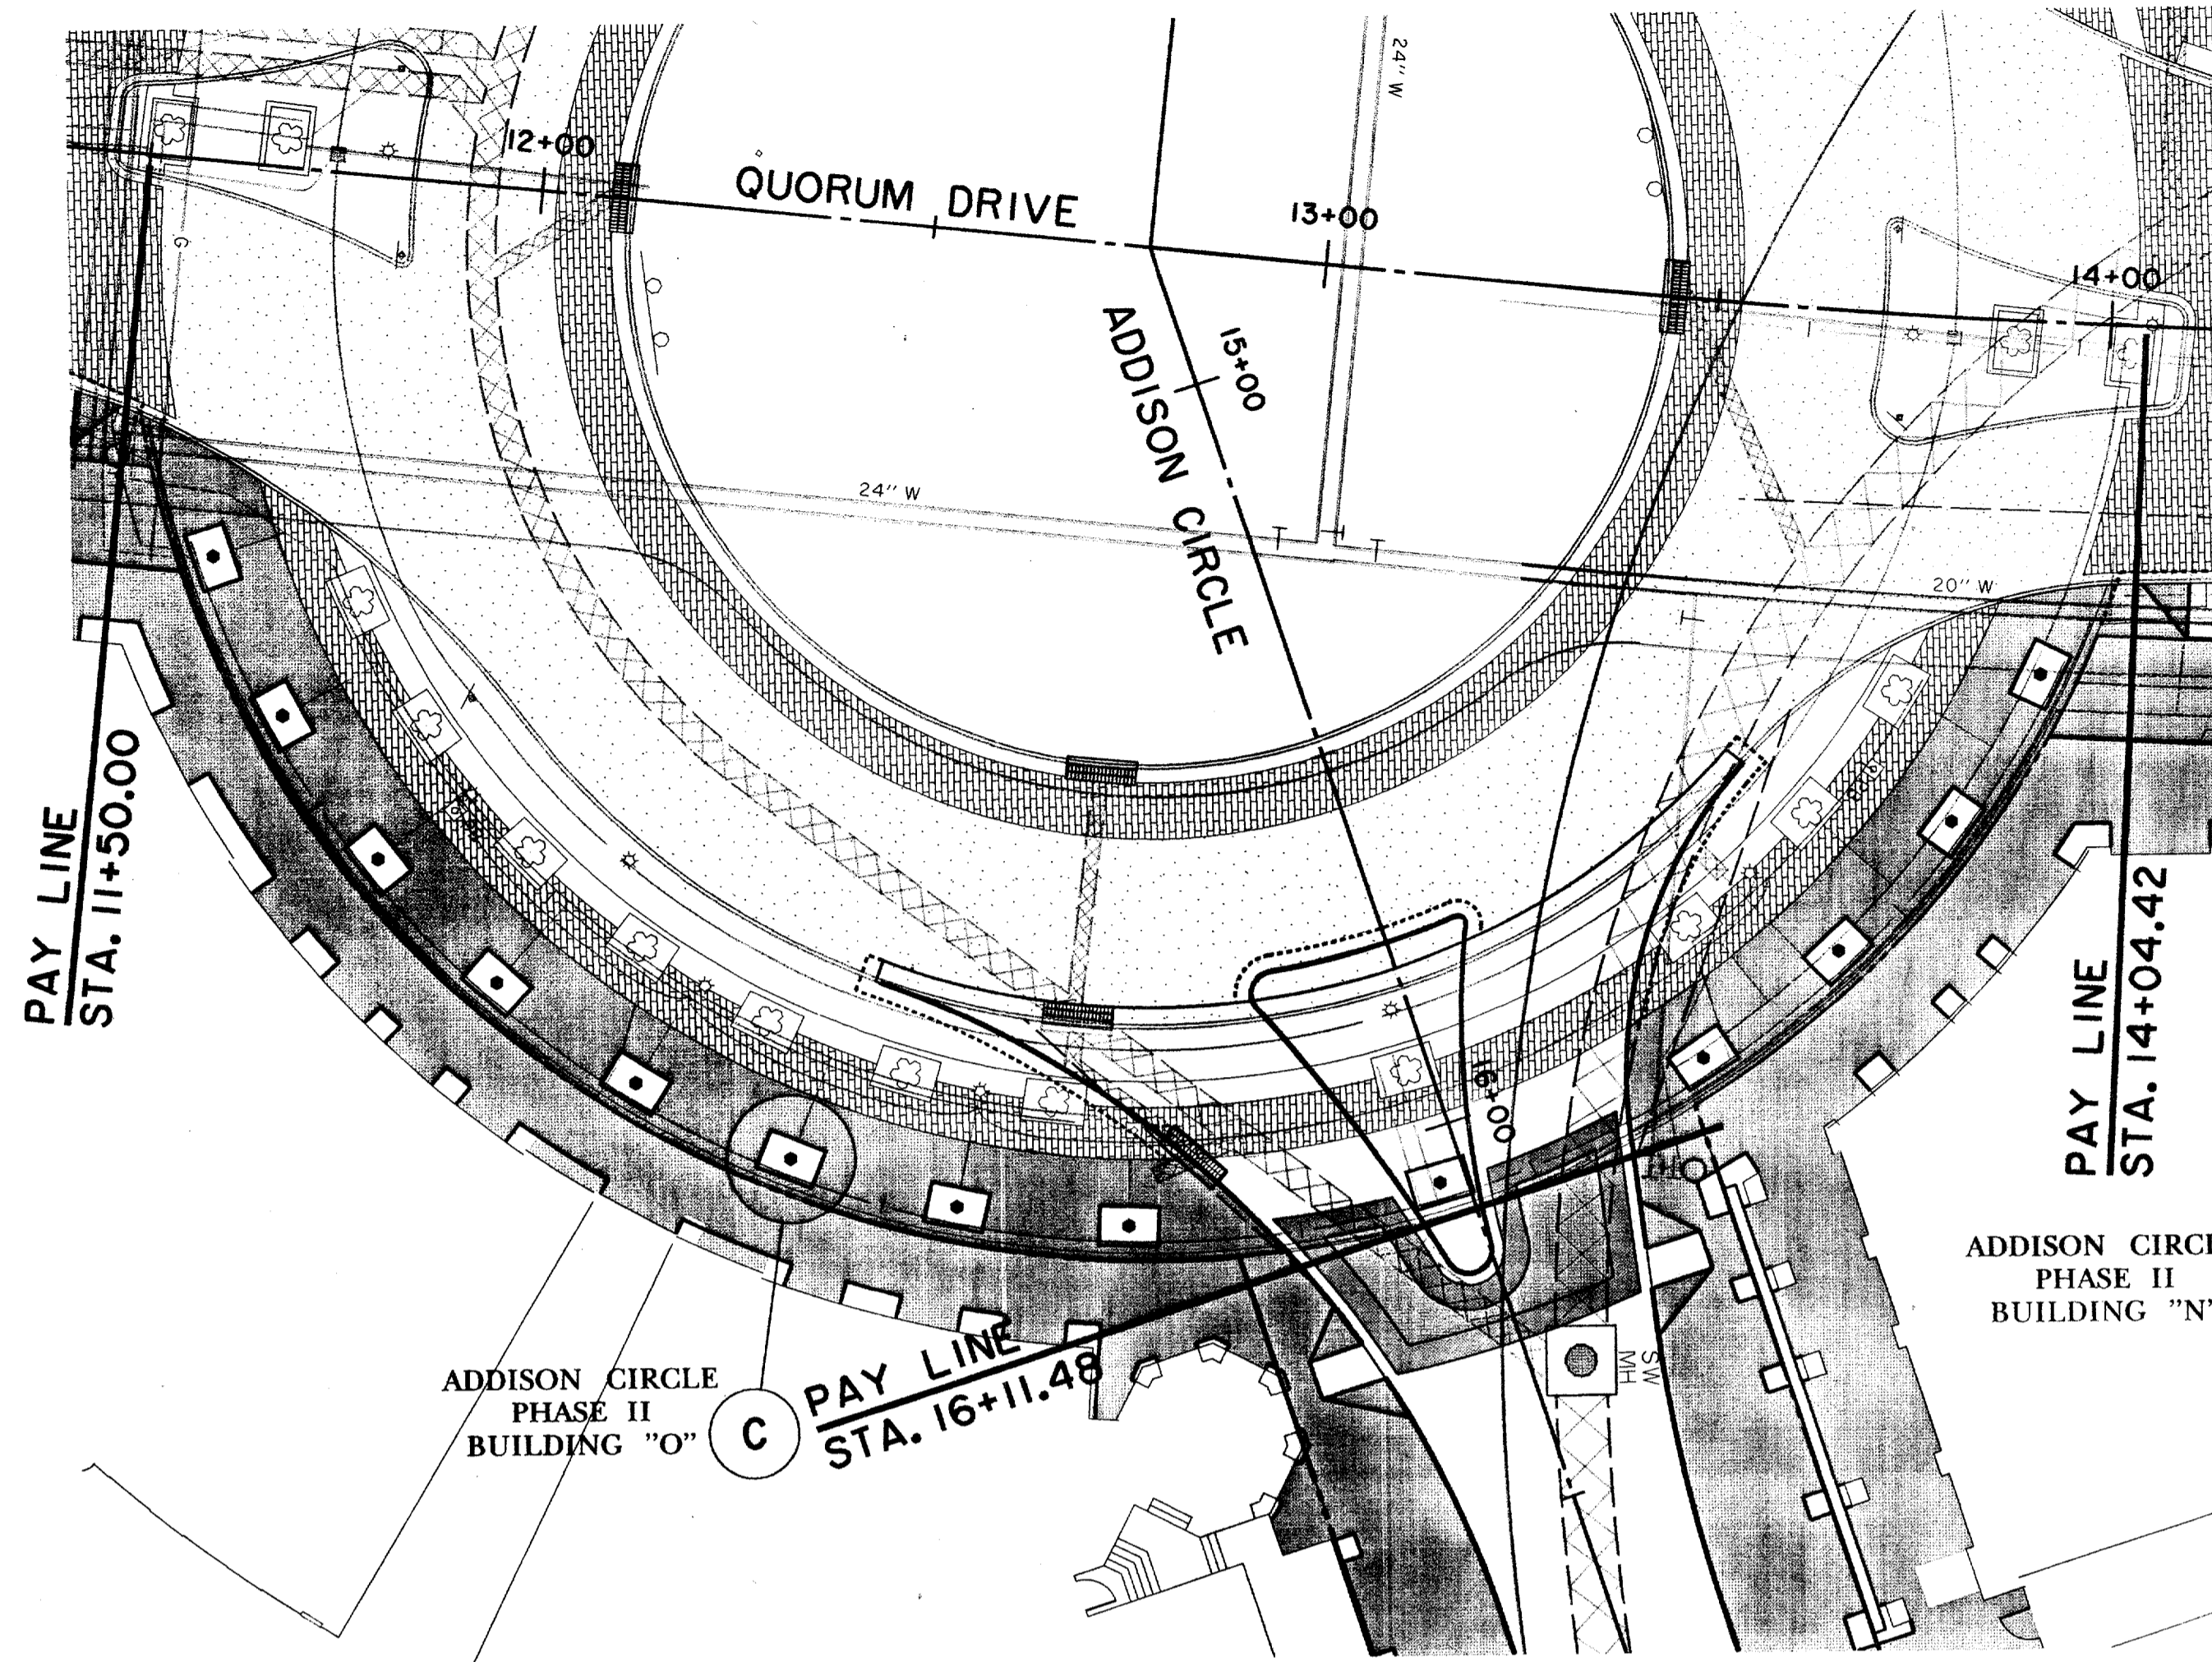 24" W
12+00
QUORUM DRIVE
13+00
14+00
15+00
ADDISON CIRCLE
G
24" W
20" W
PAY LINE
STA. 11+50.00
PAY LINE
STA. 14+04.42
16+00
ADDISON CIRCL
PHASE II
BUILDING "N"
SW
MH
ADDISON CIRCLE
PHASE II
BUILDING "O"
C
PAY LINE
STA. 16+11.48